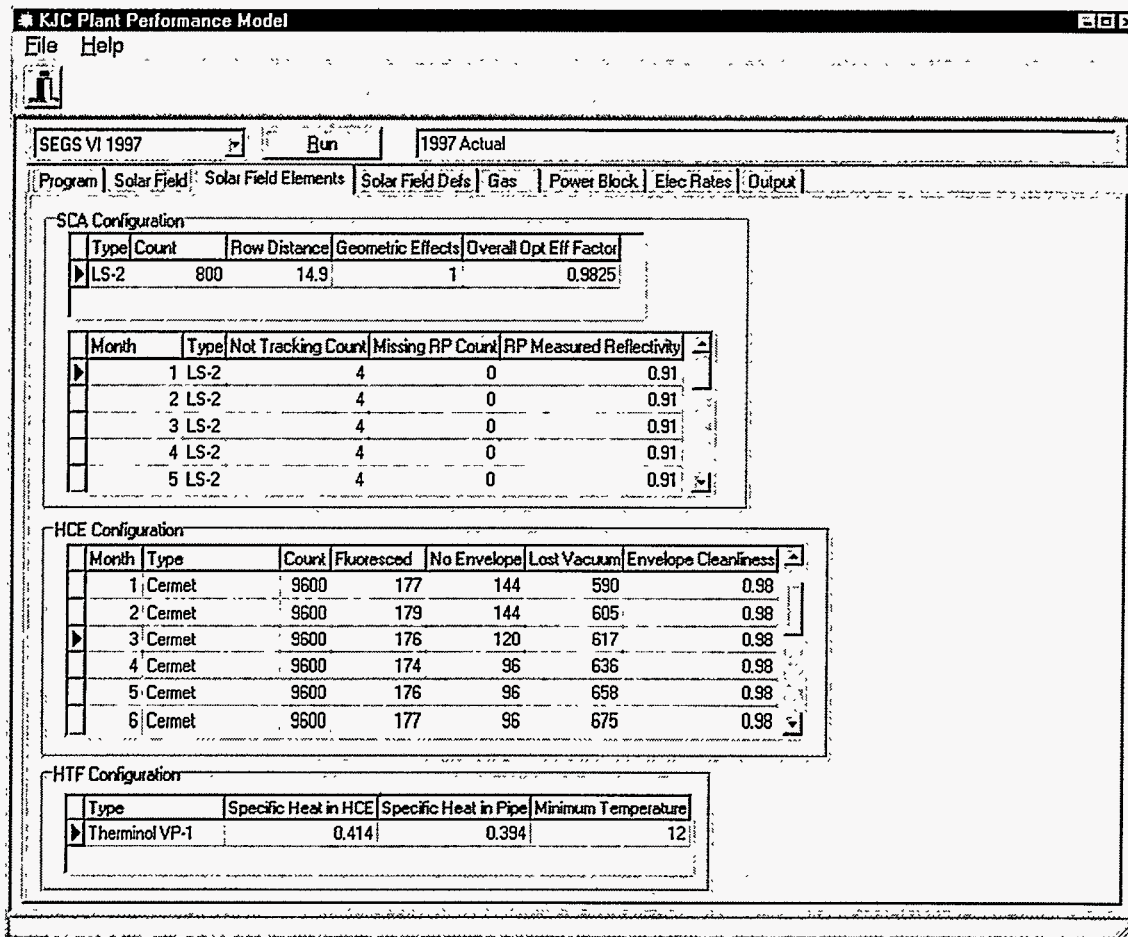 KJC Plant Performance Model
File Help
SEGS VI 1997 Run 1997 Actual
Program Solar Field Solar Field Elements Solar Field Defs Gas Power Block Elec Rates Output
SCA Configuration
Type Count Row Distance Geometric Effects Overall Opt Eff Factor
LS-2 800 14.9 1 0.9825
Month Type Not Tracking Count Missing RP Count RP Measured Reflectivity
1 LS-2 4 0 0.91
2 LS-2 4 0 0.91
3 LS-2 4 0 0.91
4 LS-2 4 0 0.91
5 LS-2 4 0 0.91
HCE Configuration
Month Type Count Fluoresced No Envelope Lost Vacuum Envelope Cleanliness
1 Cermet 9600 177 144 590 0.98
2 Cermet 9600 179 144 605 0.98
3 Cermet 9600 176 120 617 0.98
4 Cermet 9600 174 96 636 0.98
5 Cermet 9600 176 96 658 0.98
6 Cermet 9600 177 96 675 0.98
HTF Configuration
Type Specific Heat in HCE Specific Heat in Pipe Minimum Temperature
Therminol VP-1 0.414 0.394 12